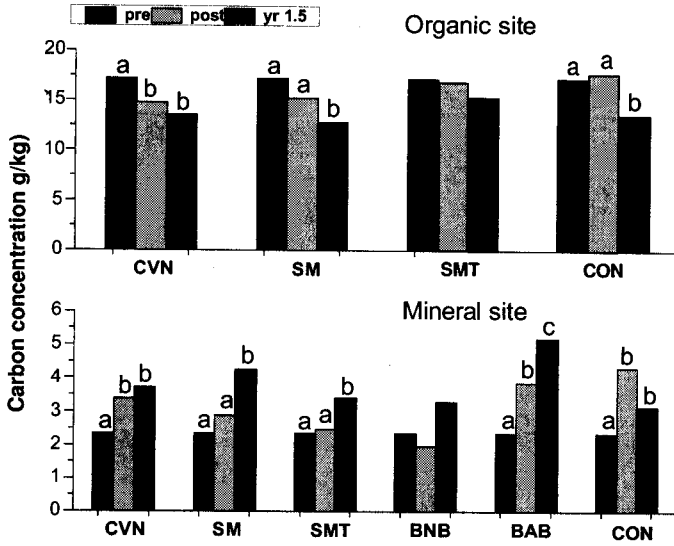 pre post yr 1.5
Organic site
20
15
10
5
0
a b b a a b a a b
CVN SM SMT CON
Carbon concentration g/kg
Mineral site
6
5
4
3
2
1
0
a b b a a b a a b a b c a b b
CVN SM SMT BNB BAB CON